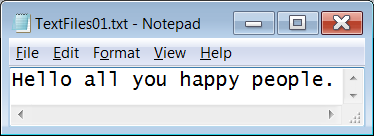 TextFiles01.txt - Notepad
File Edit Format View Help
Hello all you happy people.